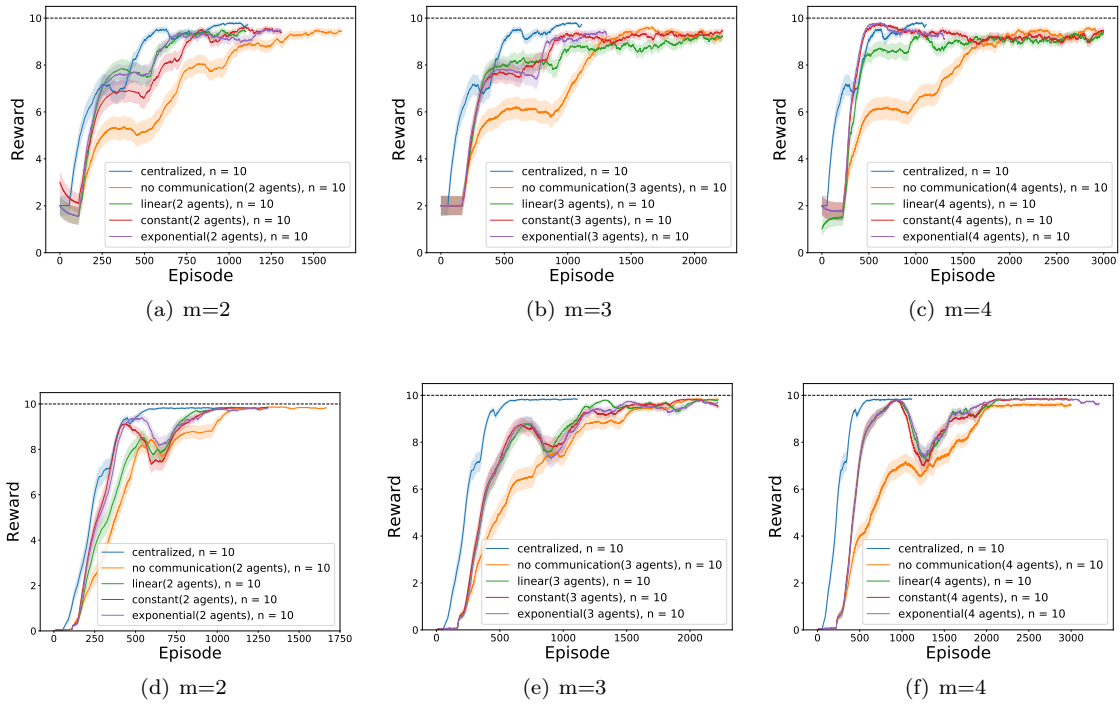 10
8
6
4
2
0
Reward
centralized, n = 10
no communication(2 agents), n = 10
linear(2 agents), n = 10
constant(2 agents), n = 10
exponential(2 agents), n = 10
0 250 500 750 1000 1250 1500
Episode
(a) m=2
10
8
6
4
2
0
Reward
centralized, n = 10
no communication(3 agents), n = 10
linear(3 agents), n = 10
constant(3 agents), n = 10
exponential(3 agents), n = 10
0 500 1000 1500 2000
Episode
(b) m=3
10
8
6
4
2
0
Reward
centralized, n = 10
no communication(4 agents), n = 10
linear(4 agents), n = 10
constant(4 agents), n = 10
exponential(4 agents), n = 10
0 500 1000 1500 2000 2500 3000
Episode
(c) m=4
10
8
6
4
2
0
Reward
centralized, n = 10
no communication(2 agents), n = 10
linear(2 agents), n = 10
constant(2 agents), n = 10
exponential(2 agents), n = 10
0 250 500 750 1000 1250 1500 1750
Episode
(d) m=2
10
8
6
4
2
0
Reward
centralized, n = 10
no communication(3 agents), n = 10
linear(3 agents), n = 10
constant(3 agents), n = 10
exponential(3 agents), n = 10
0 500 1000 1500 2000
Episode
(e) m=3
10
8
6
4
2
0
Reward
centralized, n = 10
no communication(4 agents), n = 10
linear(4 agents), n = 10
constant(4 agents), n = 10
exponential(4 agents), n = 10
0 500 1000 1500 2000 2500 3000
Episode
(f) m=4